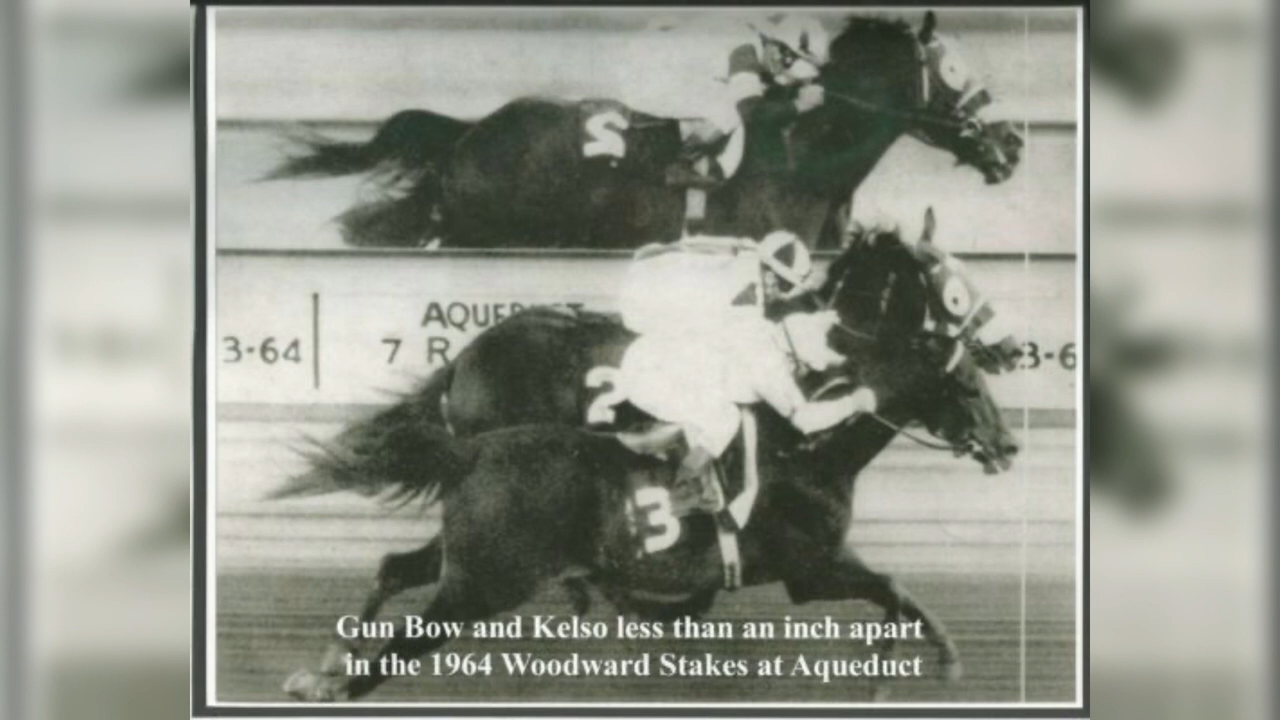 2
AQUEDUCT
3-64
7 R
3-6
2
3
Gun Bow and Kelso less than an inch apart
in the 1964 Woodward Stakes at Aqueduct